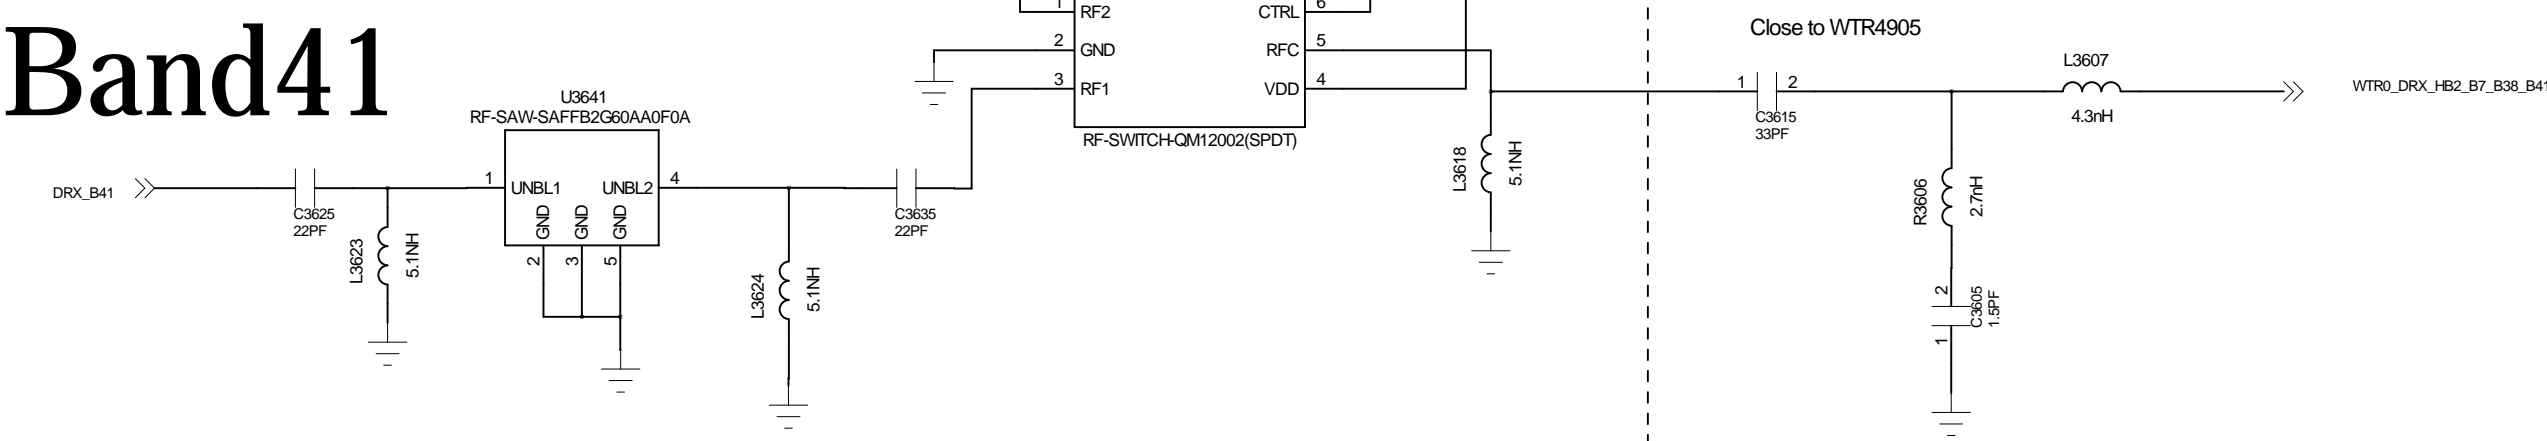 Band41
1
RF2
CTRL
6
2
GND
RFC
5
3
RF1
VDD
4
RF-SWITCH-QM12002(SPDT)
Close to WTR4905
L3607
4.3nH
WTR0_DRX_HB2_B7_B38_B41
1
2
C3615
33PF
U3641
RF-SAW-SAFFB2G60AA0F0A
DRX_B41
C3625
22PF
L3623
5.1NH
1
UNBL1
UNBL2
4
GND
GND
GND
2
3
5
L3624
5.1NH
C3635
22PF
L3618
5.1NH
R3606
2.7nH
2
C3605
1.5PF
1